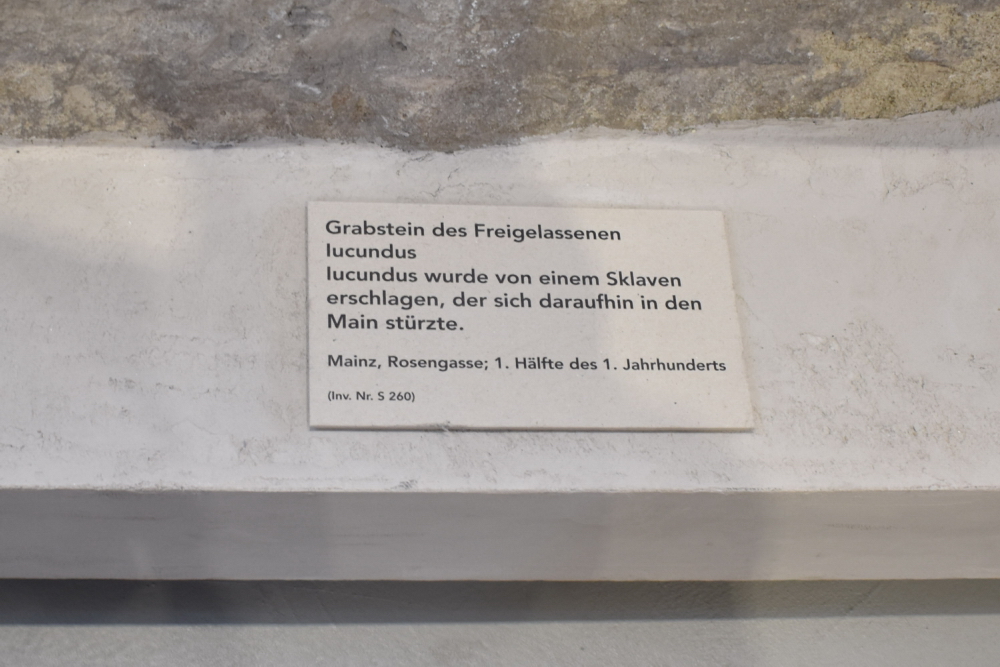 Grabstein des Freigelassenen
Iucundus
Iucundus wurde von einem Sklaven
erschlagen, der sich daraufhin in den
Main stürzte.
Mainz, Rosengasse; 1. Hälfte des 1. Jahrhunderts
(Inv. Nr. S 260)